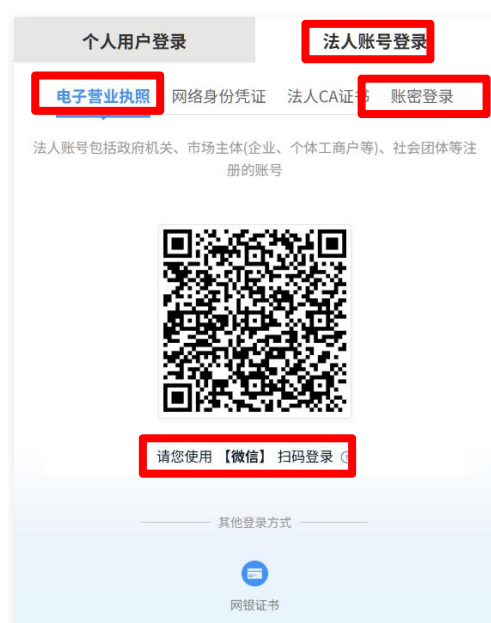 个人用户登录 法人账号登录
电子营业执照 网络身份凭证 法人CA证书 账密登录
法人账号包括政府机关、市场主体(企业、个体工商户等)、社会团体等注
册的账号
请您使用【微信】扫码登录
其他登录方式
网银证书